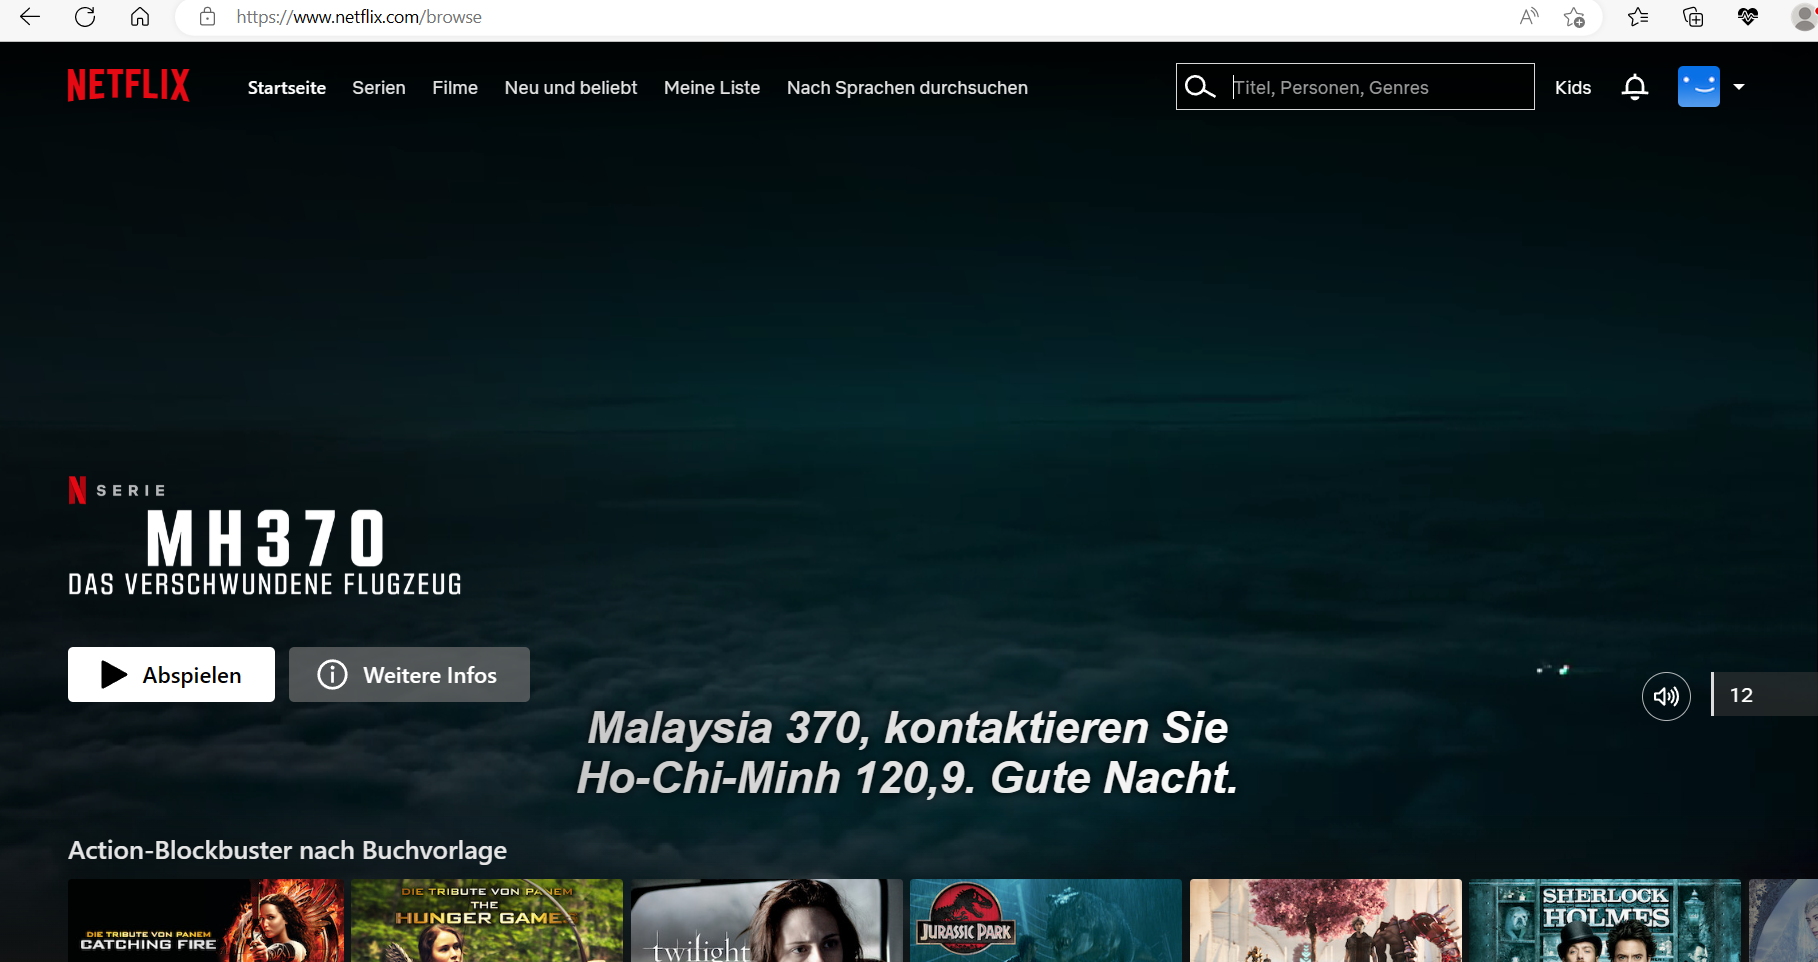 https://www.netflix.com/browse
NETFLIX
Startseite Serien Filme Neu und beliebt Meine Liste Nach Sprachen durchsuchen
Titel, Personen, Genres
Kids
N SERIE
MH370
DAS VERSCHWUNDENE FLUGZEUG
Abspielen
Weitere Infos
12
Malaysia 370, kontaktieren Sie
Ho-Chi-Minh 120,9. Gute Nacht.
Action-Blockbuster nach Buchvorlage
DIE TRIBUTE VON PANEM
CATCHING FIRE
DIE TRIBUTE VON PANEM
THE
HUNGER GAMES
twilight
JURASSIC PARK
SHERLOCK
HOLMES